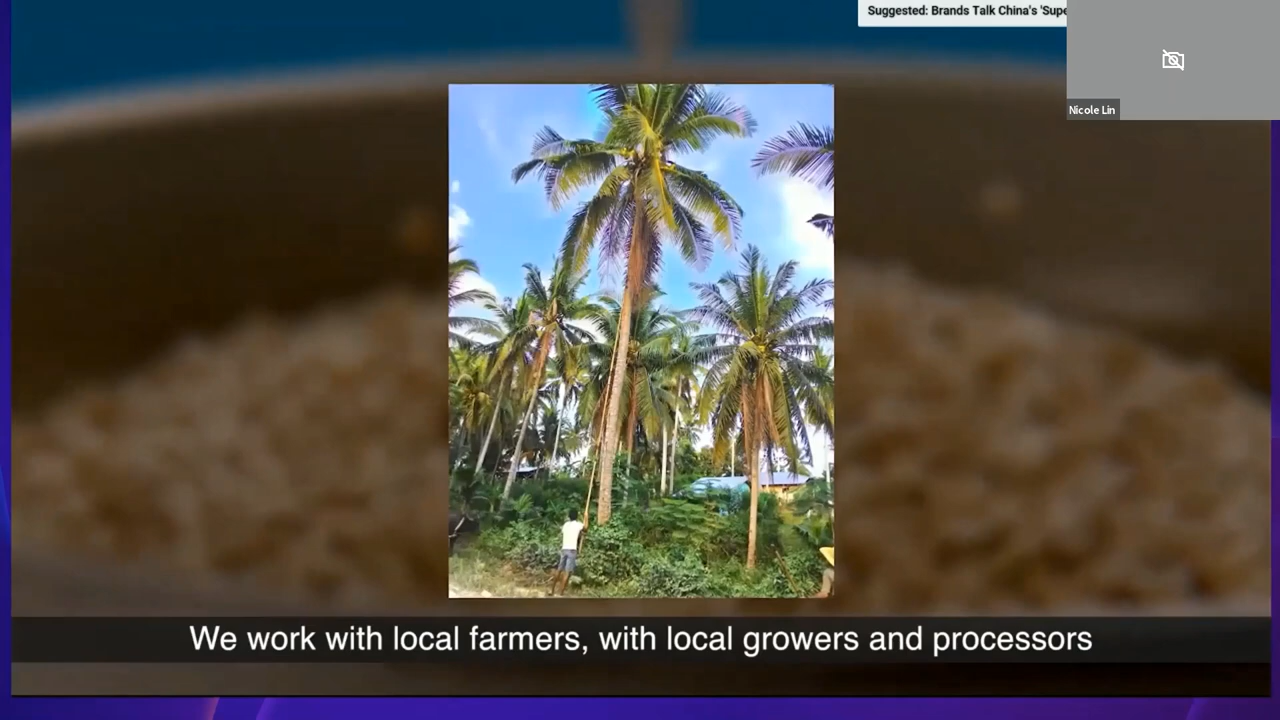 Suggested: Brands Talk China's 'Supe
Nicole Lin
We work with local farmers, with local growers and processors